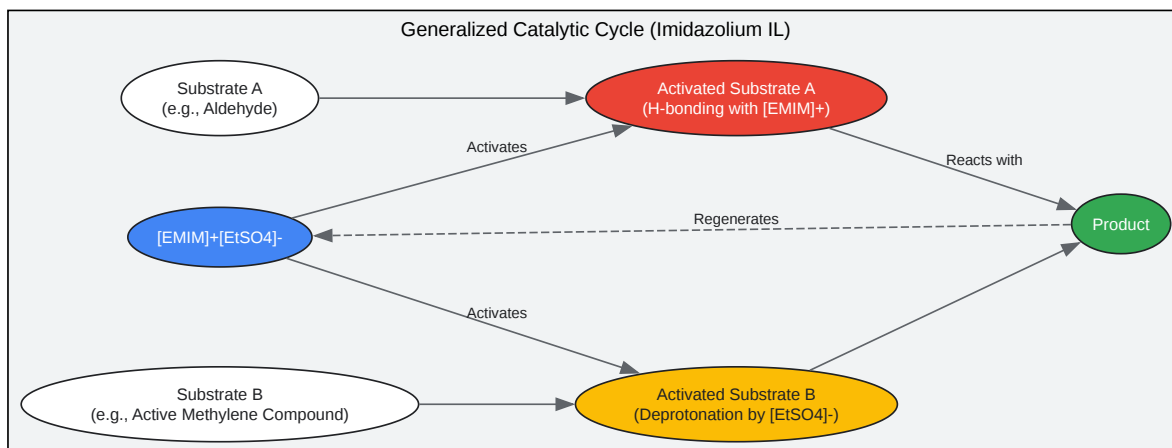 Generalized Catalytic Cycle (Imidazolium IL)
Substrate A
(e.g., Aldehyde)
Activated Substrate A
(H-bonding with [EMIM]+)
Activates
Reacts with
[EMIM]+[EtSO4]-
Regenerates
Product
Activates
Substrate B
(e.g., Active Methylene Compound)
Activated Substrate B
(Deprotonation by [EtSO4]-)